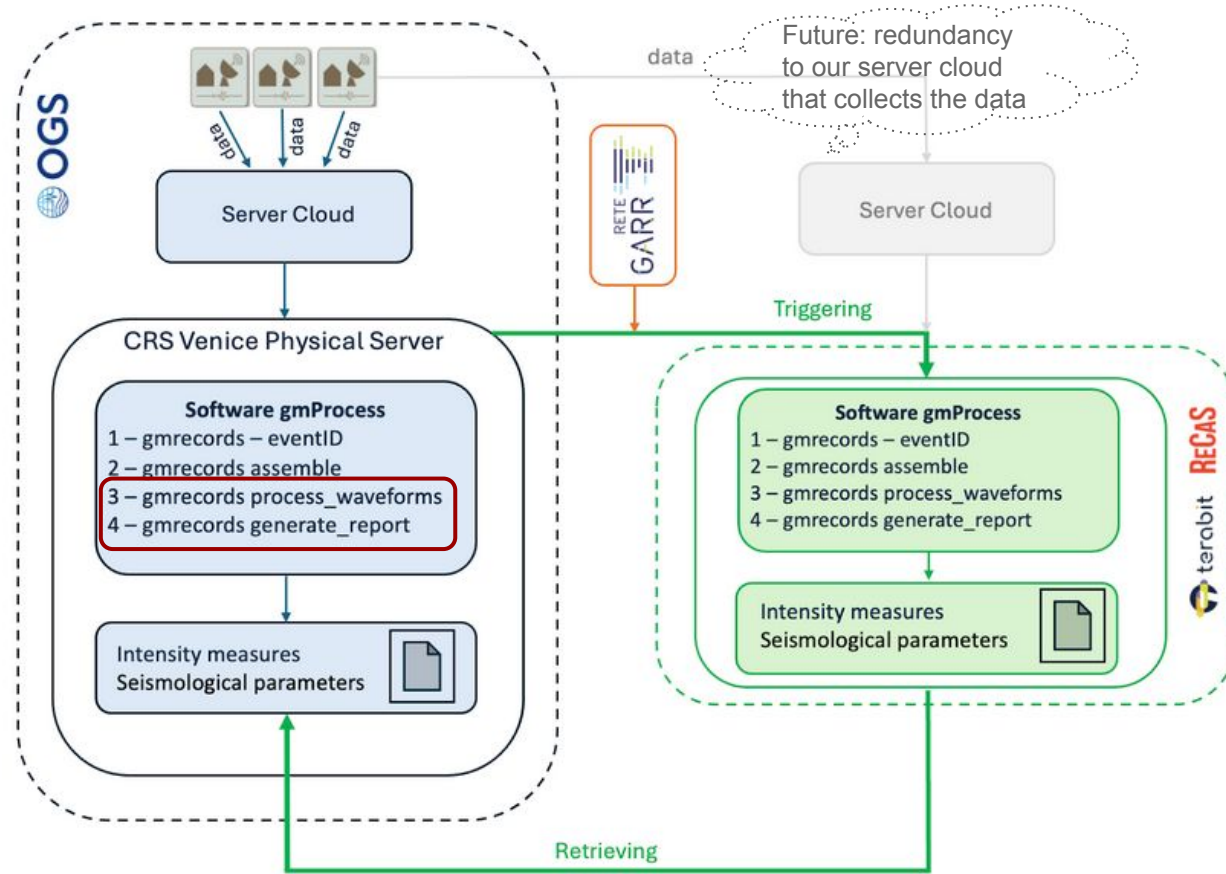 OGS
data
data
data
Server Cloud
CRS Venice Physical Server
Software gmProcess
1 – gmrecords – eventID
2 – gmrecords assemble
3 – gmrecords process_waveforms
4 – gmrecords generate_report
Intensity measures
Seismological parameters
data
Future: redundancy
to our server cloud
that collects the data
RETE
GARR
Server Cloud
Triggering
Software gmProcess
1 – gmrecords – eventID
2 – gmrecords assemble
3 – gmrecords process_waveforms
4 – gmrecords generate_report
Intensity measures
Seismological parameters
ReCaS
terabit
Retrieving